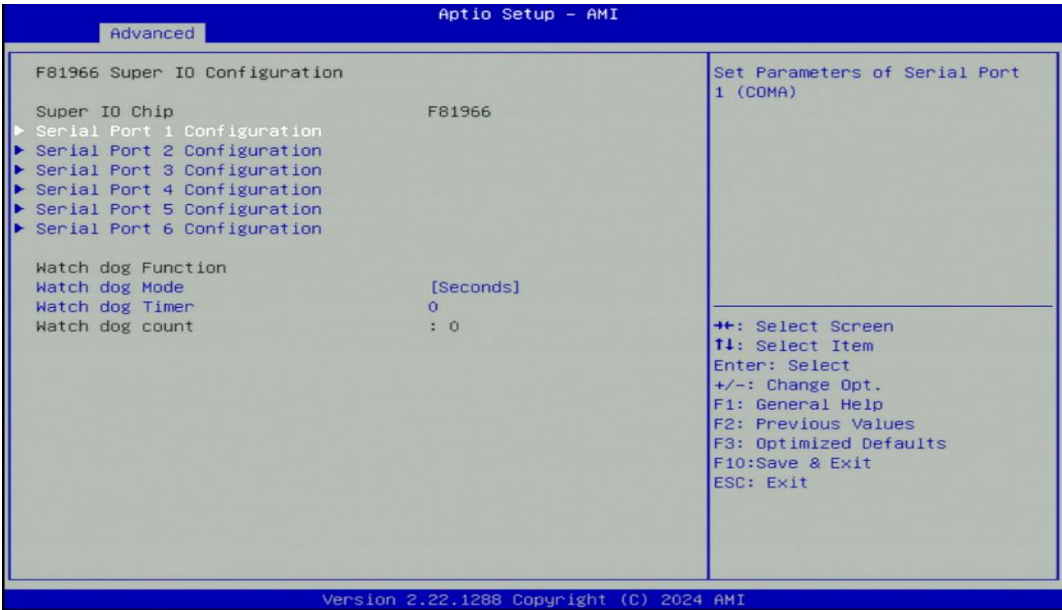 Aptio Setup – AMI
Advanced
F81966 Super IO Configuration
Super IO Chip F81966
▶ Serial Port 1 Configuration
▶ Serial Port 2 Configuration
▶ Serial Port 3 Configuration
▶ Serial Port 4 Configuration
▶ Serial Port 5 Configuration
▶ Serial Port 6 Configuration
Watch dog Function
Watch dog Mode [Seconds]
Watch dog Timer 0
Watch dog count : 0
Set Parameters of Serial Port
1 (COMA)
→←: Select Screen
↑↓: Select Item
Enter: Select
+/-: Change Opt.
F1: General Help
F2: Previous Values
F3: Optimized Defaults
F10:Save & Exit
ESC: Exit
Version 2.22.1288 Copyright (C) 2024 AMI